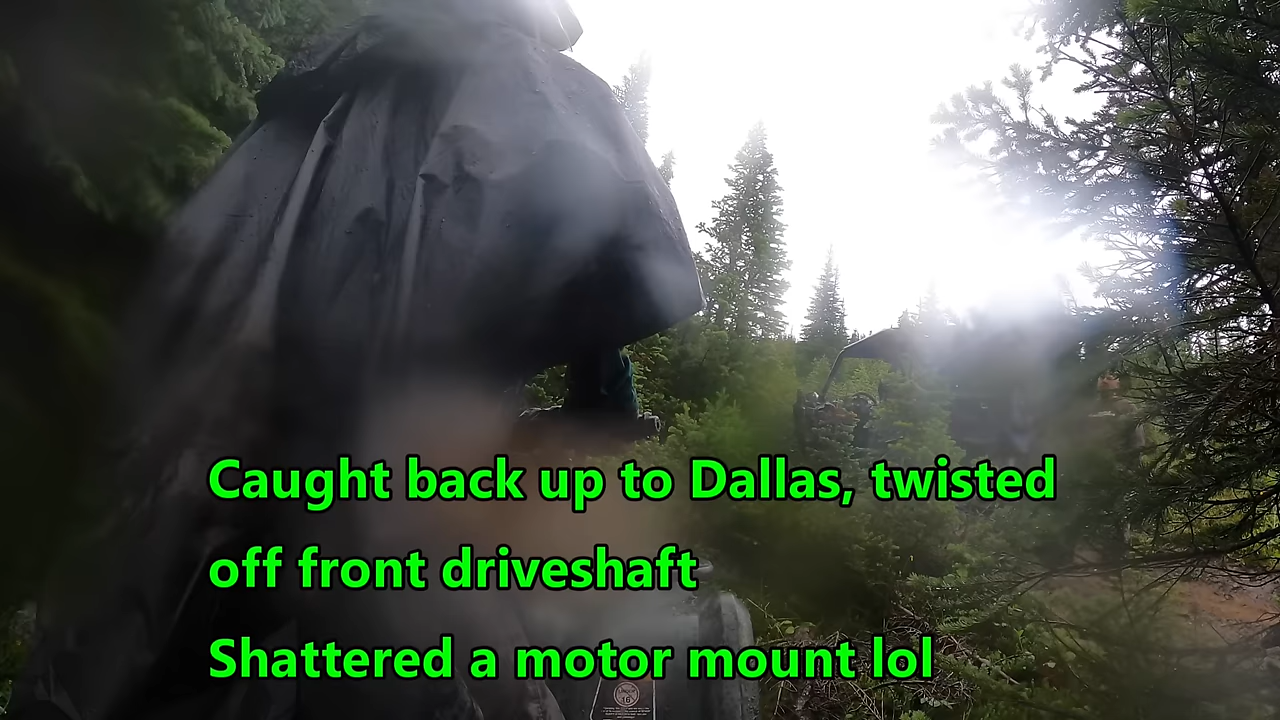 Caught back up to Dallas, twisted
off front driveshaft
Shattered a motor mount lol